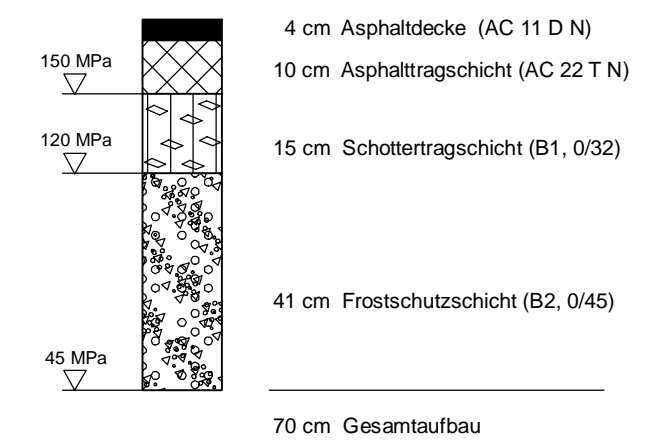 4 cm Asphaltdecke (AC 11 D N)
150 MPa
10 cm Asphalttragschicht (AC 22 T N)
120 MPa
15 cm Schottertragschicht (B1, 0/32)
41 cm Frostschutzschicht (B2, 0/45)
45 MPa
70 cm Gesamtaufbau